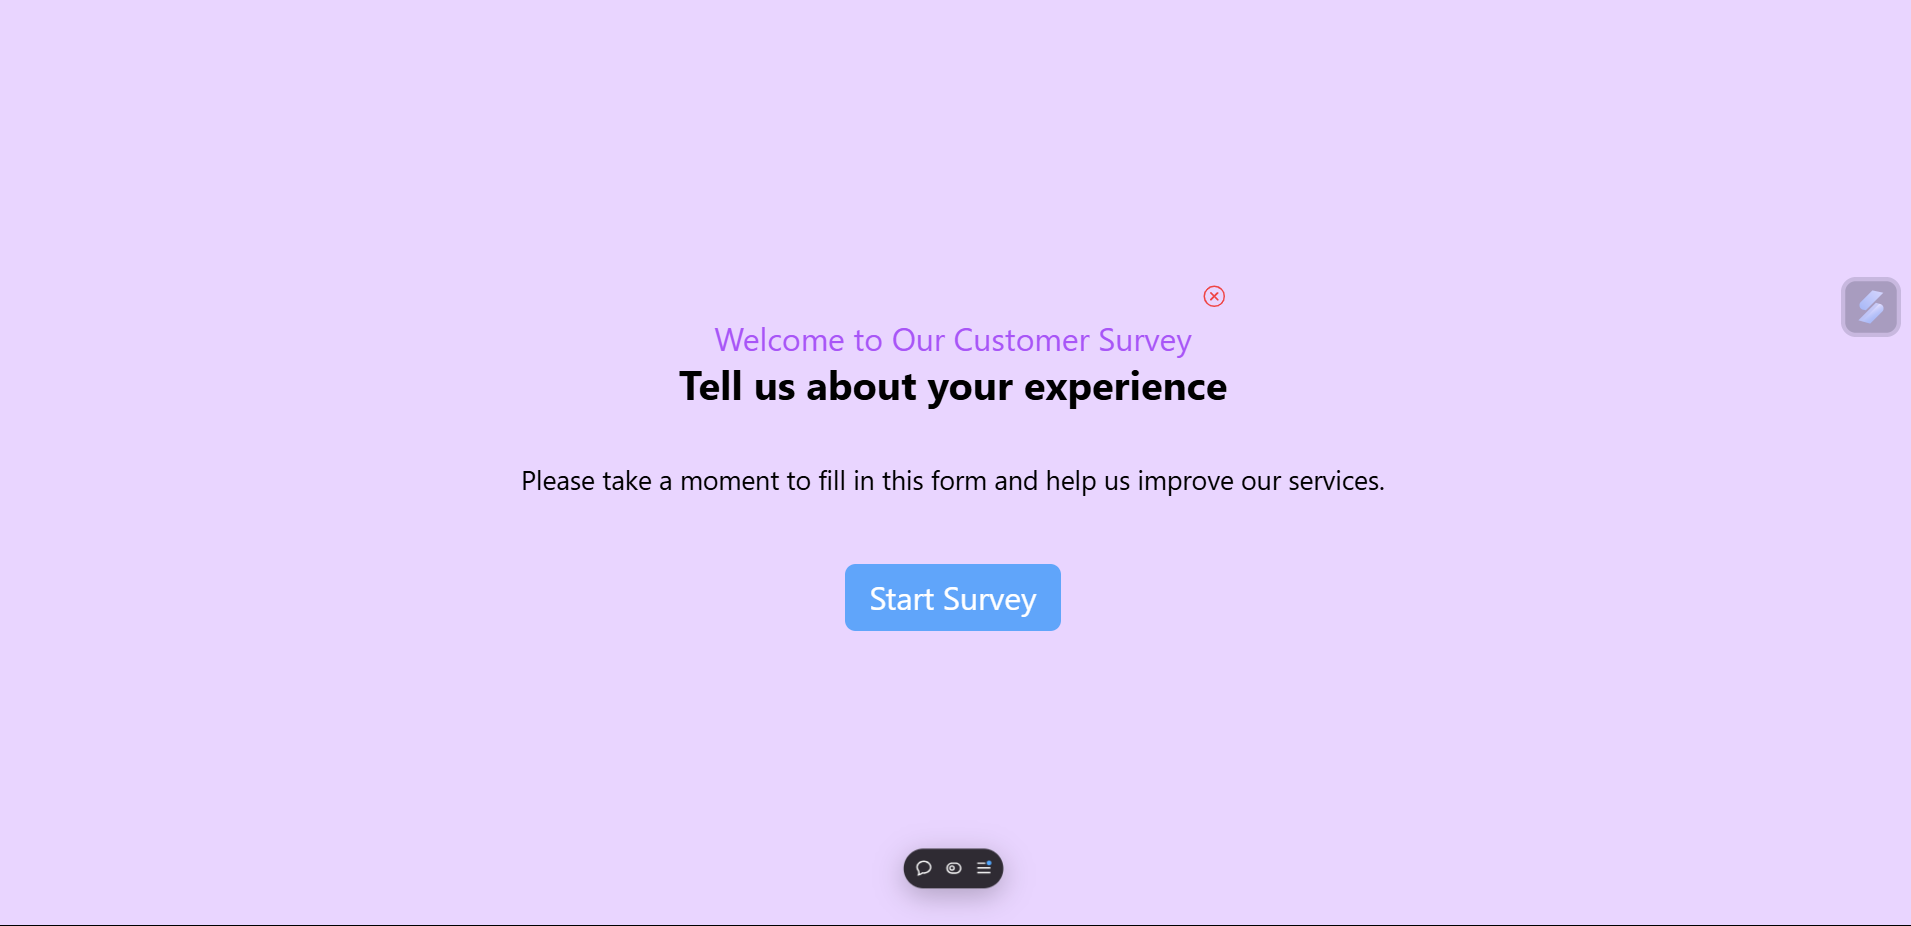 Welcome to Our Customer Survey
Tell us about your experience
Please take a moment to fill in this form and help us improve our services.
Start Survey